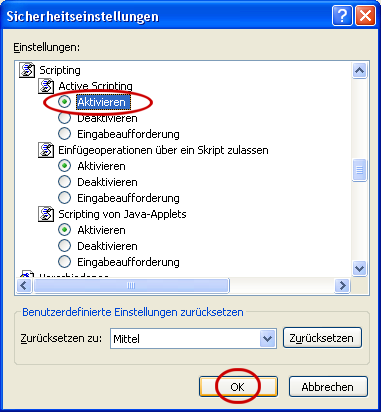 Sicherheitseinstellungen
Einstellungen:
Scripting
Active Scripting
Aktivieren
Deaktivieren
Eingabeaufforderung
Einfügeoperationen über ein Skript zulassen
Aktivieren
Deaktivieren
Eingabeaufforderung
Scripting von Java-Applets
Aktivieren
Deaktivieren
Eingabeaufforderung
Benutzerdefinierte Einstellungen zurücksetzen
Zurücksetzen zu: Mittel Zurücksetzen
OK Abbrechen